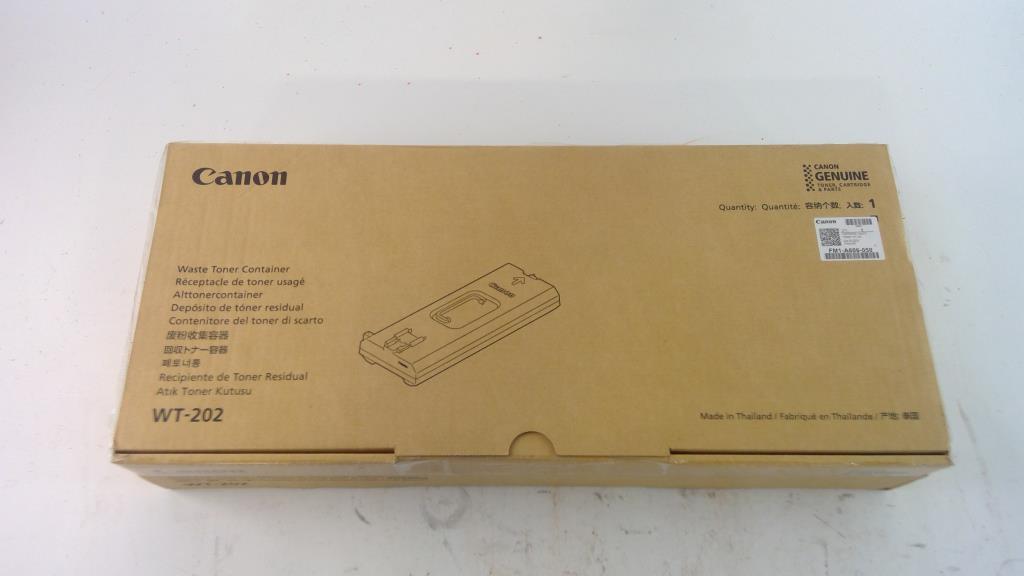 Canon
CANON
GENUINE
TONER, CARTRIDGE
& PARTS
Quantity: Quantité: 容纳个数: 入数: 1
Canon
FM1-A606-050
Waste Toner Container
Réceptacle de toner usagé
Alttonercontainer
Depósito de tóner residual
Contenitore del toner di scarto
废粉收集容器
回収トナー容器
폐토너통
Recipiente de Toner Residual
Atık Toner Kutusu
WT-202
Canon
Made in Thailand / Fabriqué en Thaïlande / 产地: 泰国
Canon